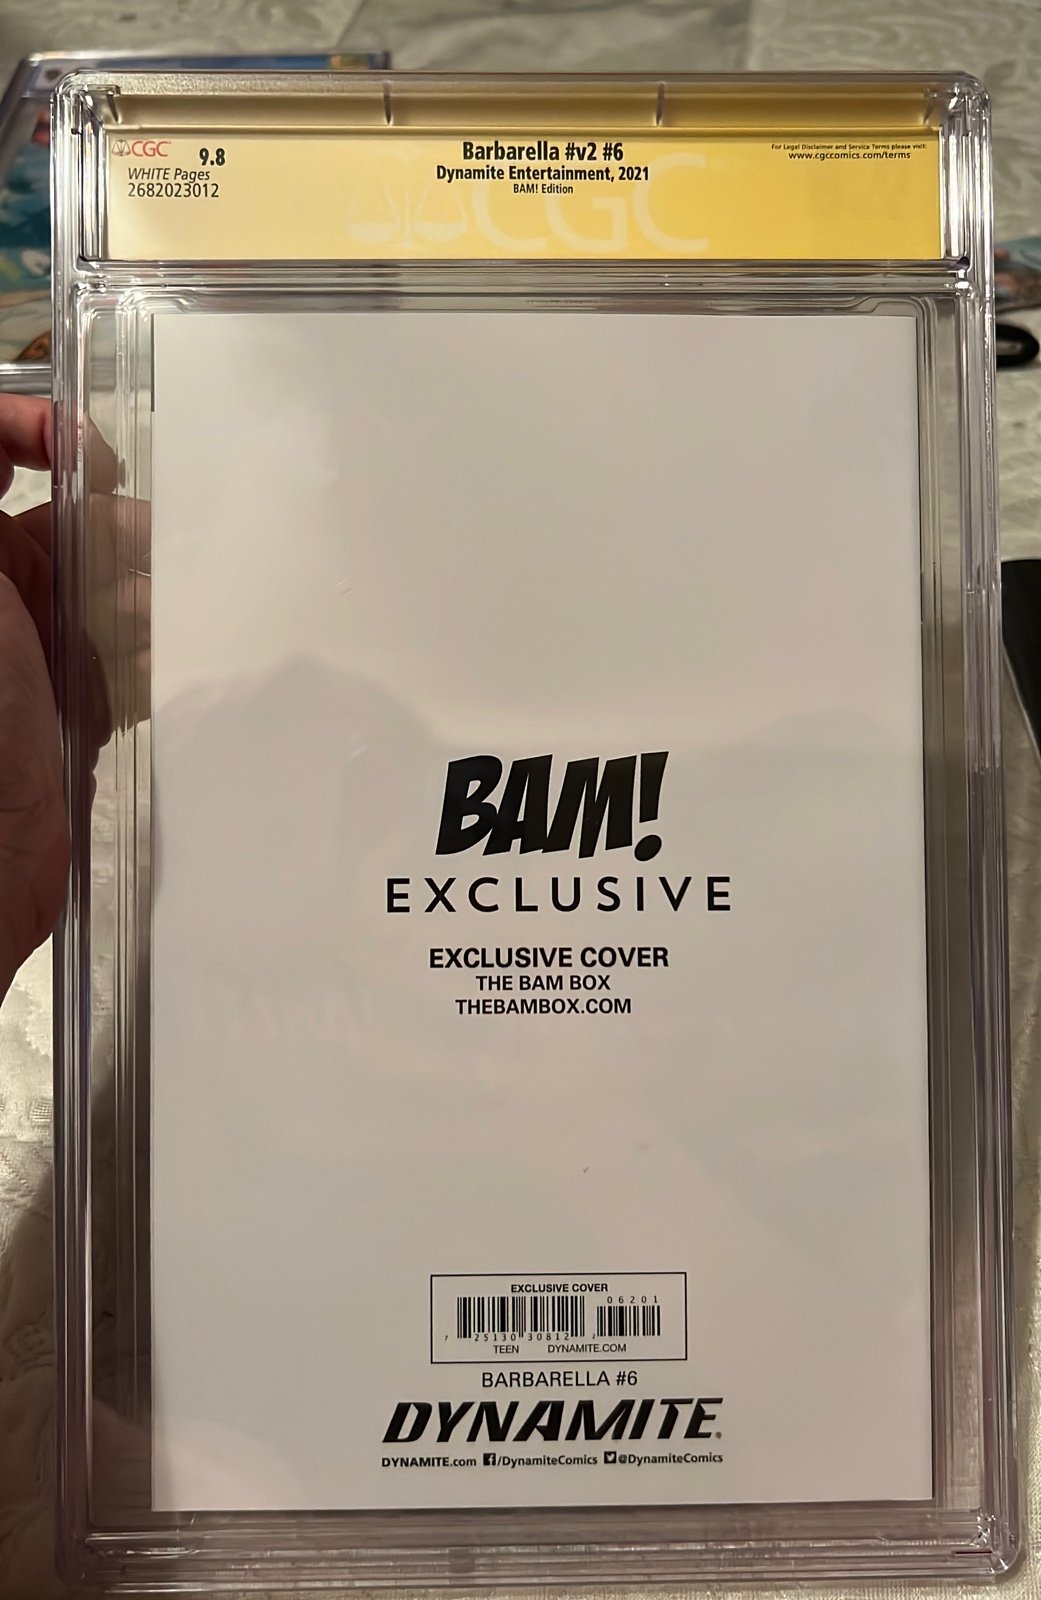 CGC 9.8
WHITE Pages
2682023012
Barbarella #v2 #6
Dynamite Entertainment, 2021
BAM! Edition
For Legal Disclaimer and Service Terms please visit:
www.cgccomics.com/terms
CGC
BAM!
EXCLUSIVE
EXCLUSIVE COVER
THE BAM BOX
THEBAMBOX.COM
EXCLUSIVE COVER
06201
7 25130 30812 2
TEEN DYNAMITE.COM
BARBARELLA #6
DYNAMITE.
DYNAMITE.com f/DynamiteComics @DynamiteComics